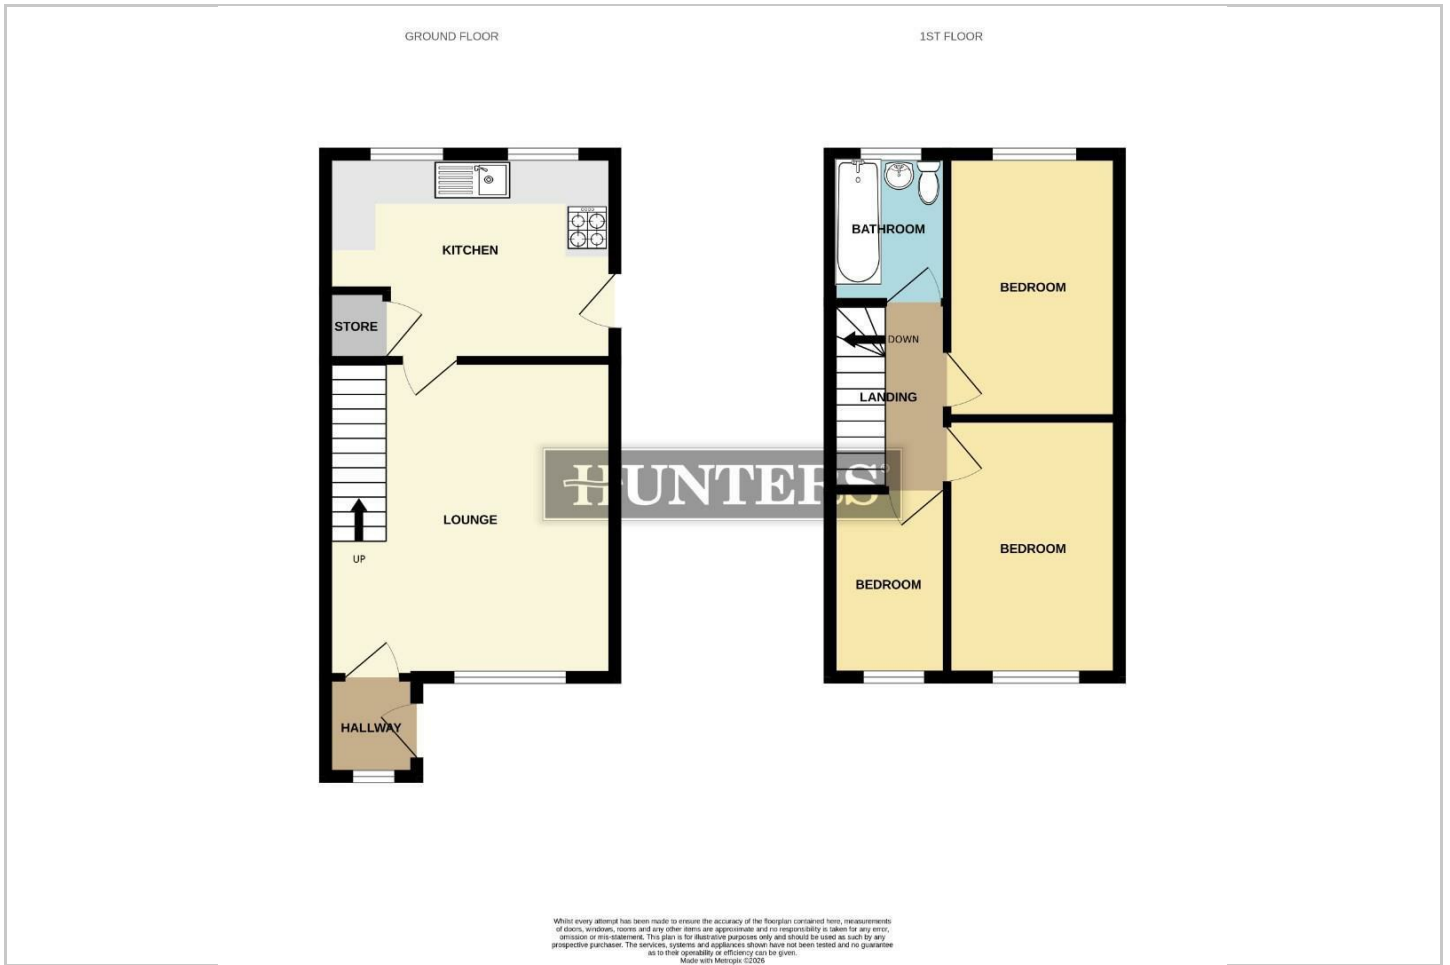 GROUND FLOOR
1ST FLOOR
KITCHEN
STORE
LOUNGE
UP
HALLWAY
BATHROOM
BEDROOM
DOWN
LANDING
BEDROOM
BEDROOM
HUNTERS®
Whilst every attempt has been made to ensure the accuracy of the floorplan contained here, measurements
of doors, windows, rooms and any other items are approximate and no responsibility is taken for any error,
omission or mis-statement. This plan is for illustrative purposes only and should be used as such by any
prospective purchaser. The services, systems and appliances shown have not been tested and no guarantee
as to their operability or efficiency can be given.
Made with Metropix ©2026